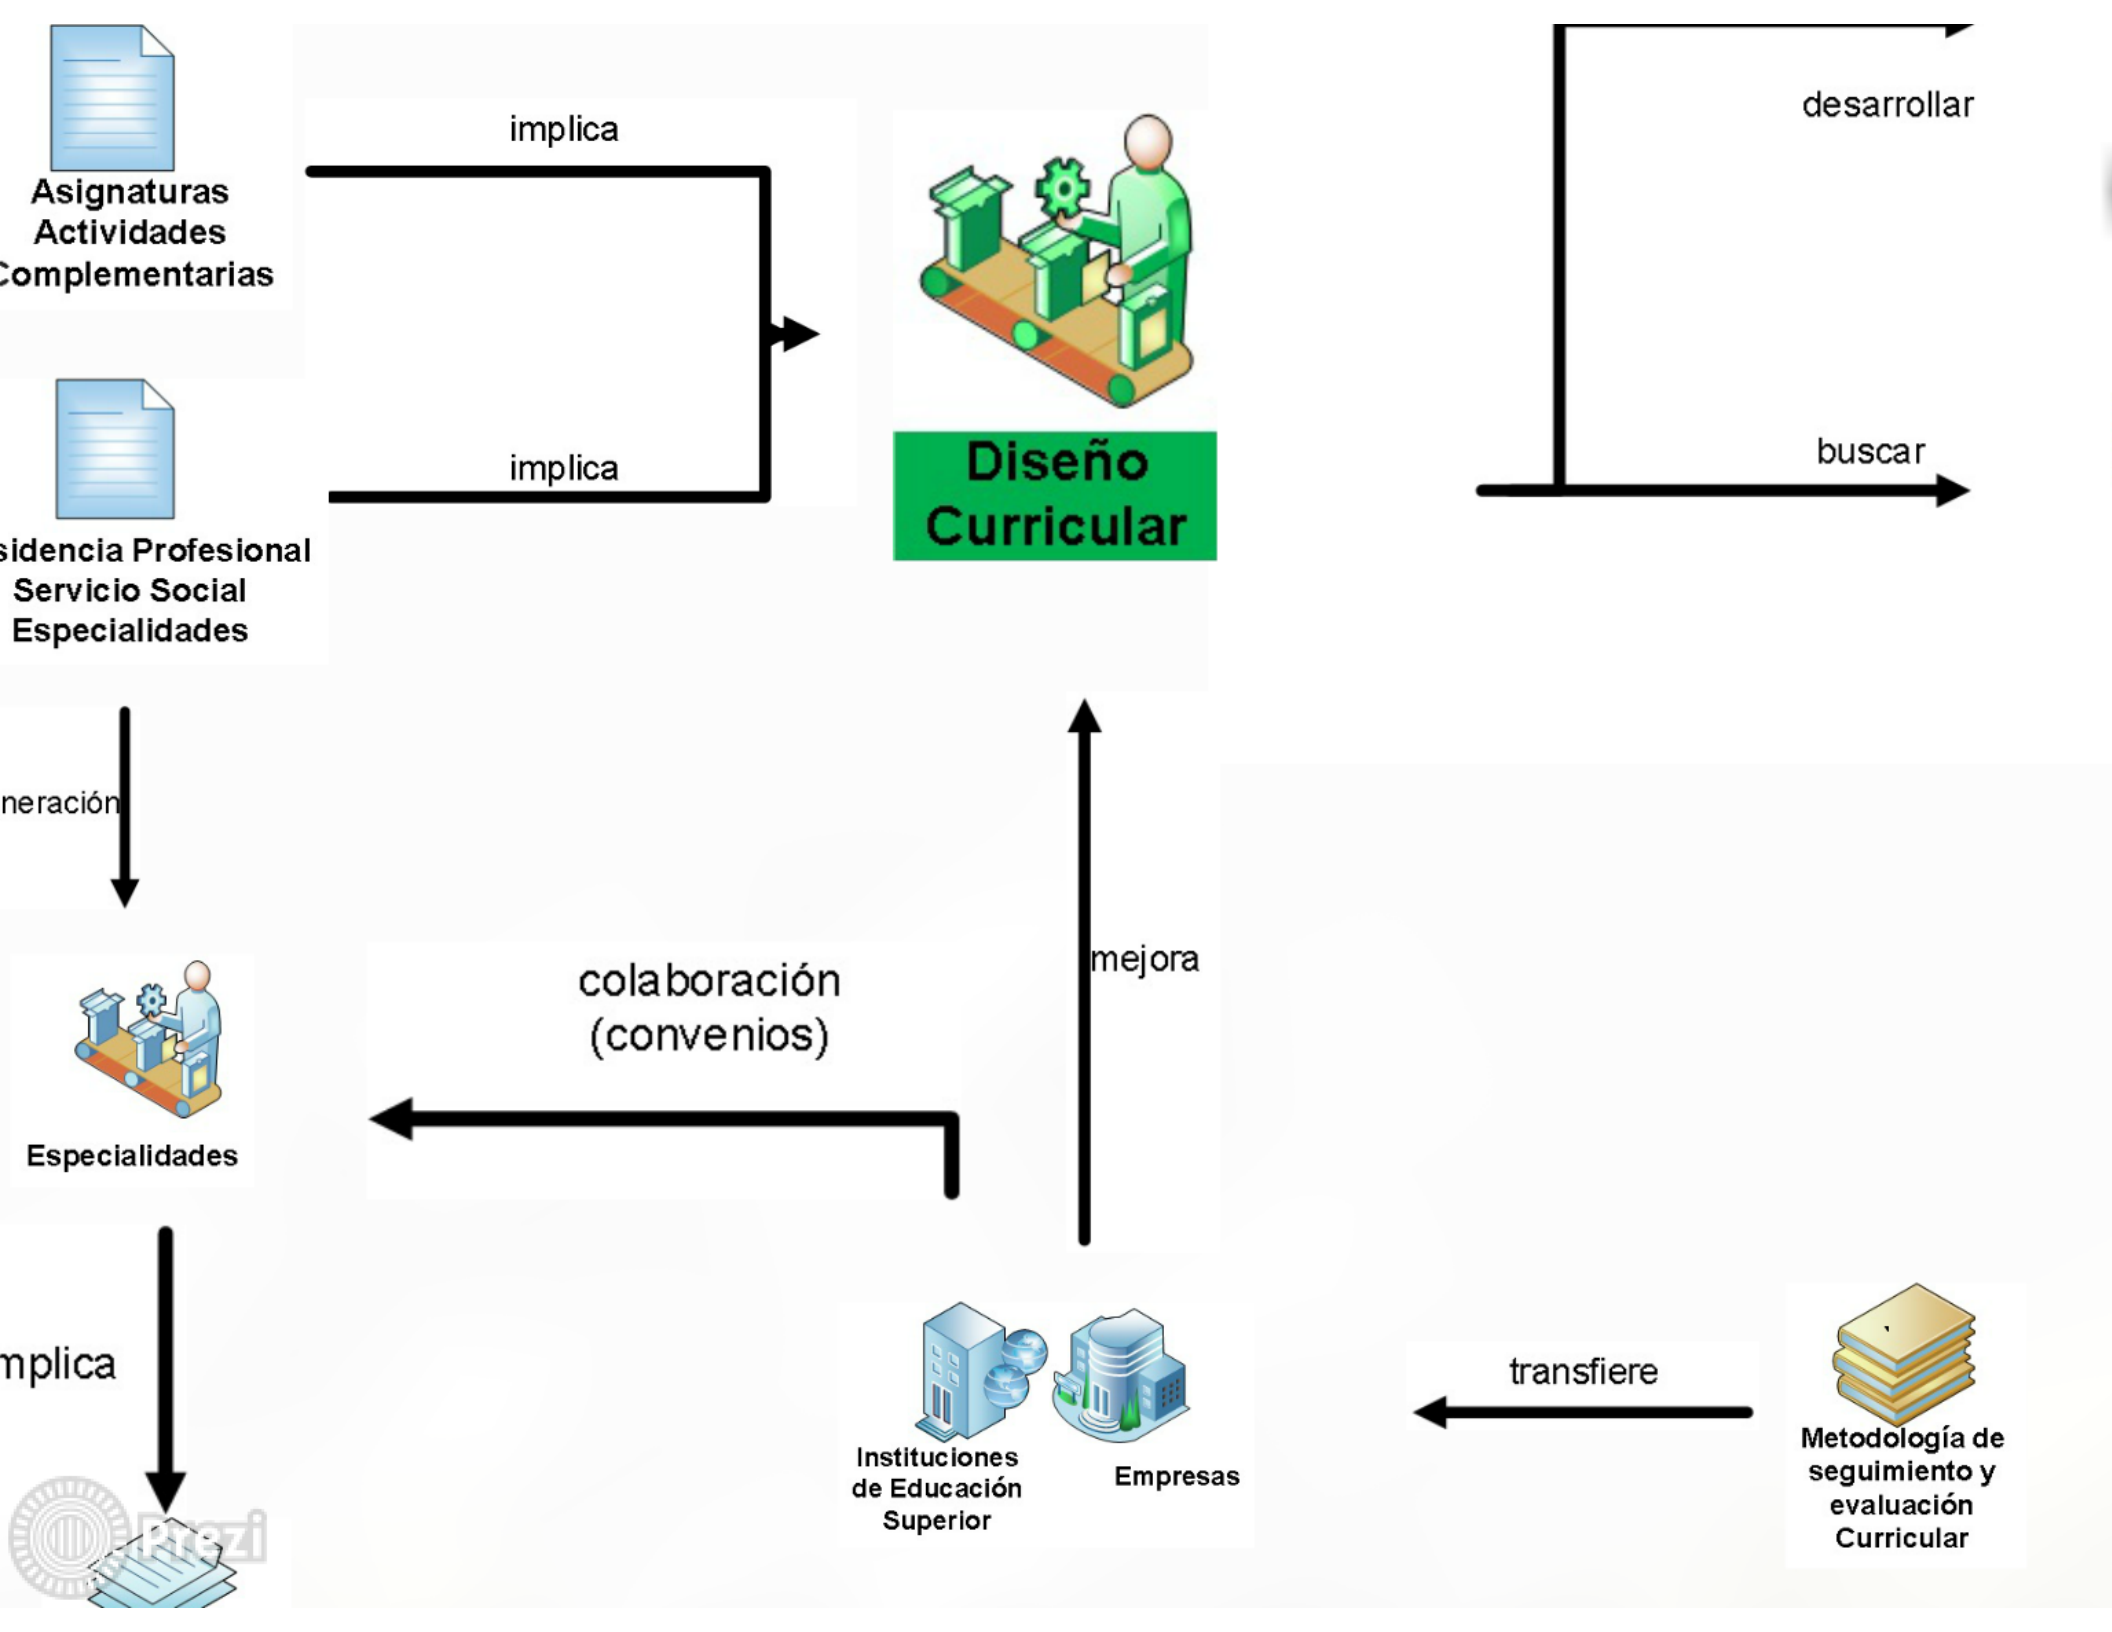 implica
desarrollar
Asignaturas
Actividades
Complementarias
implica
buscar
Diseño
Curricular
Profesional
Servicio Social
Especialidades
mejora
colaboración
(convenios)
Especialidades
transfiere
Instituciones
de Educación
Superior
Empresas
Metodología de
seguimiento y
evaluación
Curricular
Prezi